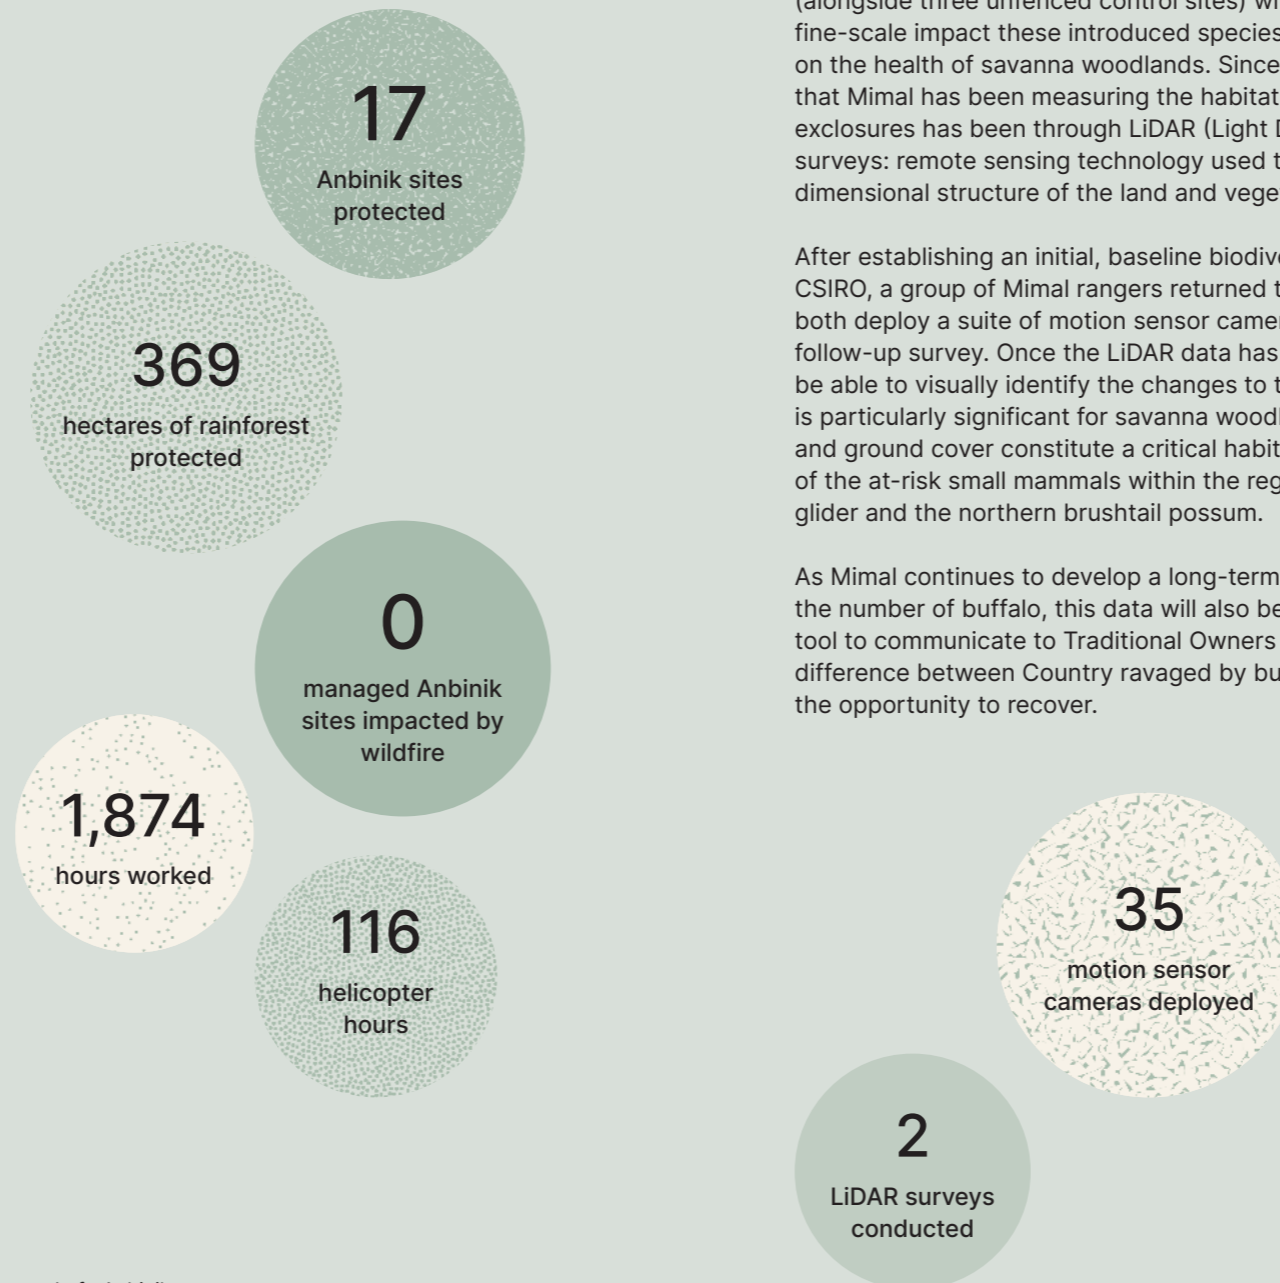 17
Anbinik sites
protected
369
hectares of rainforest
protected
0
managed Anbinik
sites impacted by
wildfire
1,874
hours worked
116
helicopter
hours
(alongside three unfenced control sites)
fine-scale impact these introduced species
on the health of savanna woodlands. Since
that Mimal has been measuring the habitat
exclosures has been through LiDAR (Light
surveys: remote sensing technology used
dimensional structure of the land and
After establishing an initial, baseline
CSIRO, a group of Mimal rangers returned
both deploy a suite of motion sensor
follow-up survey. Once the LiDAR data has
be able to visually identify the changes to
is particularly significant for savanna
and ground cover constitute a critical
of the at-risk small mammals within the
glider and the northern brushtail possum.
As Mimal continues to develop a long-term
the number of buffalo, this data will also
tool to communicate to Traditional Owners
difference between Country ravaged by
the opportunity to recover.
35
motion sensor
cameras deployed
2
LiDAR surveys
conducted